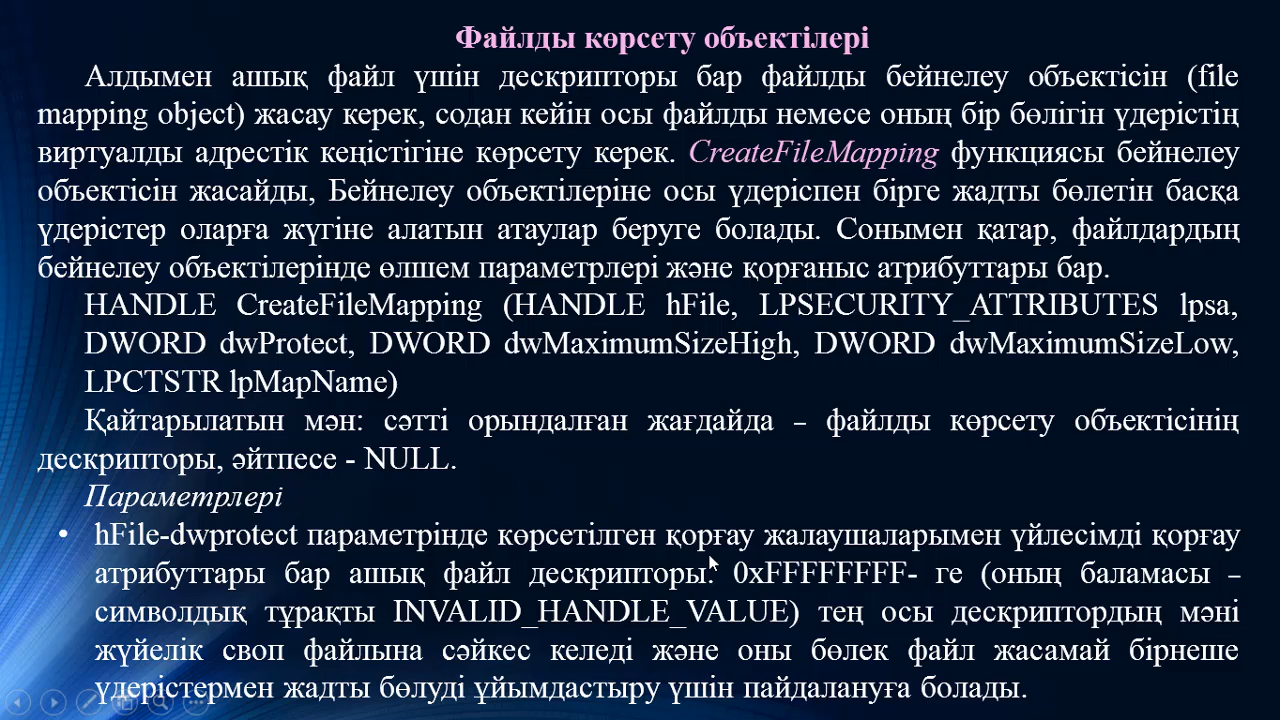 Файлды көрсету объектілері
Алдымен ашық файл үшін дескрипторы бар файлды бейнелеу объектісін (file
mapping object) жасау керек, содан кейін осы файлды немесе оның бір бөлігін үдерістің
виртуалды адрестік кеңістігіне көрсету керек. CreateFileMapping функциясы бейнелеу
объектісін жасайды, Бейнелеу объектілеріне осы үдеріспен бірге жадты бөлетін басқа
үдерістер оларға жүгіне алатын атаулар беруге болады. Сонымен қатар, файлдардың
бейнелеу объектілерінде өлшем параметрлері және қорғаныс атрибуттары бар.
HANDLE CreateFileMapping (HANDLE hFile, LPSECURITY_ATTRIBUTES lpsa,
DWORD dwProtect, DWORD dwMaximumSizeHigh, DWORD dwMaximumSizeLow,
LPCTSTR lpMapName)
Қайтарылатын мән: сәтті орындалған жағдайда – файлды көрсету объектісінің
дескрипторы, әйтпесе - NULL.
Параметрлері
• hFile-dwprotect параметрінде көрсетілген қорғау жалаушаларымен үйлесімді қорғау
атрибуттары бар ашық файл дескрипторы. 0xFFFFFFFF- ге (оның баламасы –
символдық тұрақты INVALID_HANDLE_VALUE) тең осы дескриптордың мәні
жүйелік своп файлына сәйкес келеді және оны бөлек файл жасамай бірнеше
үдерістермен жадты бөлуді ұйымдастыру үшін пайдалануға болады.